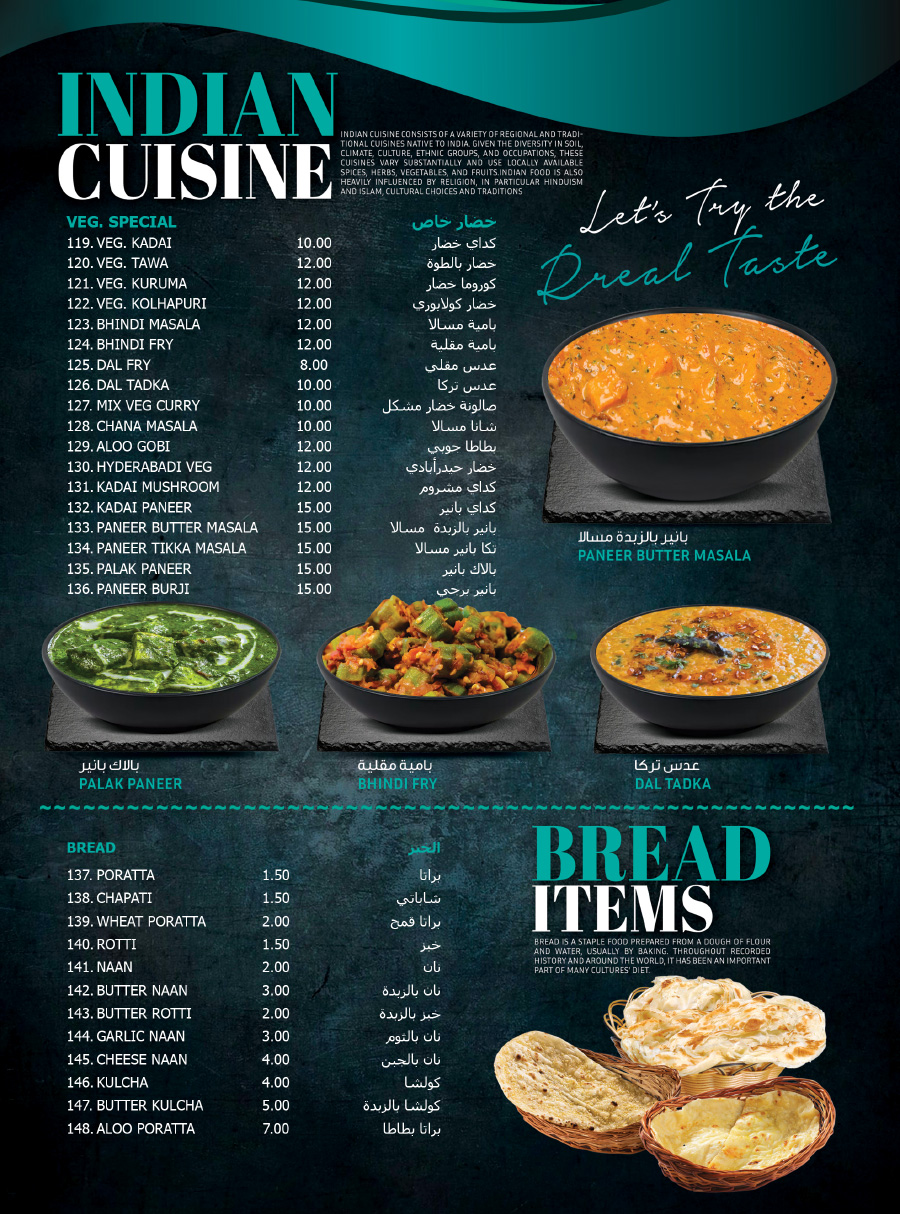 INDIAN
CUISINE
INDIAN CUISINE CONSISTS OF A VARIETY OF REGIONAL AND TRADI-
TIONAL CUISINES NATIVE TO INDIA. GIVEN THE DIVERSITY IN SOIL,
CLIMATE, CULTURE, ETHNIC GROUPS, AND OCCUPATIONS, THESE
CUISINES VARY SUBSTANTIALLY AND USE LOCALLY AVAILABLE
SPICES, HERBS, VEGETABLES, AND FRUITS.INDIAN FOOD IS ALSO
HEAVILY INFLUENCED BY RELIGION, IN PARTICULAR HINDUISM
AND ISLAM, CULTURAL CHOICES AND TRADITIONS
Let's Try the
Rreal Taste
VEG. SPECIAL خضار خاص
119. VEG. KADAI 10.00 كداي خضار
120. VEG. TAWA 12.00 خضار بالطوة
121. VEG. KURUMA 12.00 كوروما خضار
122. VEG. KOLHAPURI 12.00 خضار كولابوري
123. BHINDI MASALA 12.00 بامية مسالا
124. BHINDI FRY 12.00 بامية مقلية
125. DAL FRY 8.00 عدس مقلي
126. DAL TADKA 10.00 عدس تركا
127. MIX VEG CURRY 10.00 صالونة خضار مشكل
128. CHANA MASALA 10.00 شانا مسالا
129. ALOO GOBI 12.00 بطاطا جوبي
130. HYDERABADI VEG 12.00 خضار حيدرأبادي
131. KADAI MUSHROOM 12.00 كداي مشروم
132. KADAI PANEER 15.00 كداي بانير
133. PANEER BUTTER MASALA 15.00 بانير بالزبدة مسالا
134. PANEER TIKKA MASALA 15.00 تكا بانير مسالا
135. PALAK PANEER 15.00 بالاك بانير
136. PANEER BURJI 15.00 بانير برجي
بانير بالزبدة مسالا
PANEER BUTTER MASALA
بالاك بانير
PALAK PANEER
بامية مقلية
BHINDI FRY
عدس تركا
DAL TADKA
BREAD الخبز
137. PORATTA 1.50 براتا
138. CHAPATI 1.50 شاباتي
139. WHEAT PORATTA 2.00 براتا قمح
140. ROTTI 1.50 خبز
141. NAAN 2.00 نان
142. BUTTER NAAN 3.00 نان بالزبدة
143. BUTTER ROTTI 2.00 خبز بالزبدة
144. GARLIC NAAN 3.00 نان بالثوم
145. CHEESE NAAN 4.00 نان بالجبن
146. KULCHA 4.00 كولشا
147. BUTTER KULCHA 5.00 كولشا بالزبدة
148. ALOO PORATTA 7.00 براتا بطاطا
BREAD
ITEMS
BREAD IS A STAPLE FOOD PREPARED FROM A DOUGH OF FLOUR
AND WATER, USUALLY BY BAKING. THROUGHOUT RECORDED
HISTORY AND AROUND THE WORLD, IT HAS BEEN AN IMPORTANT
PART OF MANY CULTURES' DIET.